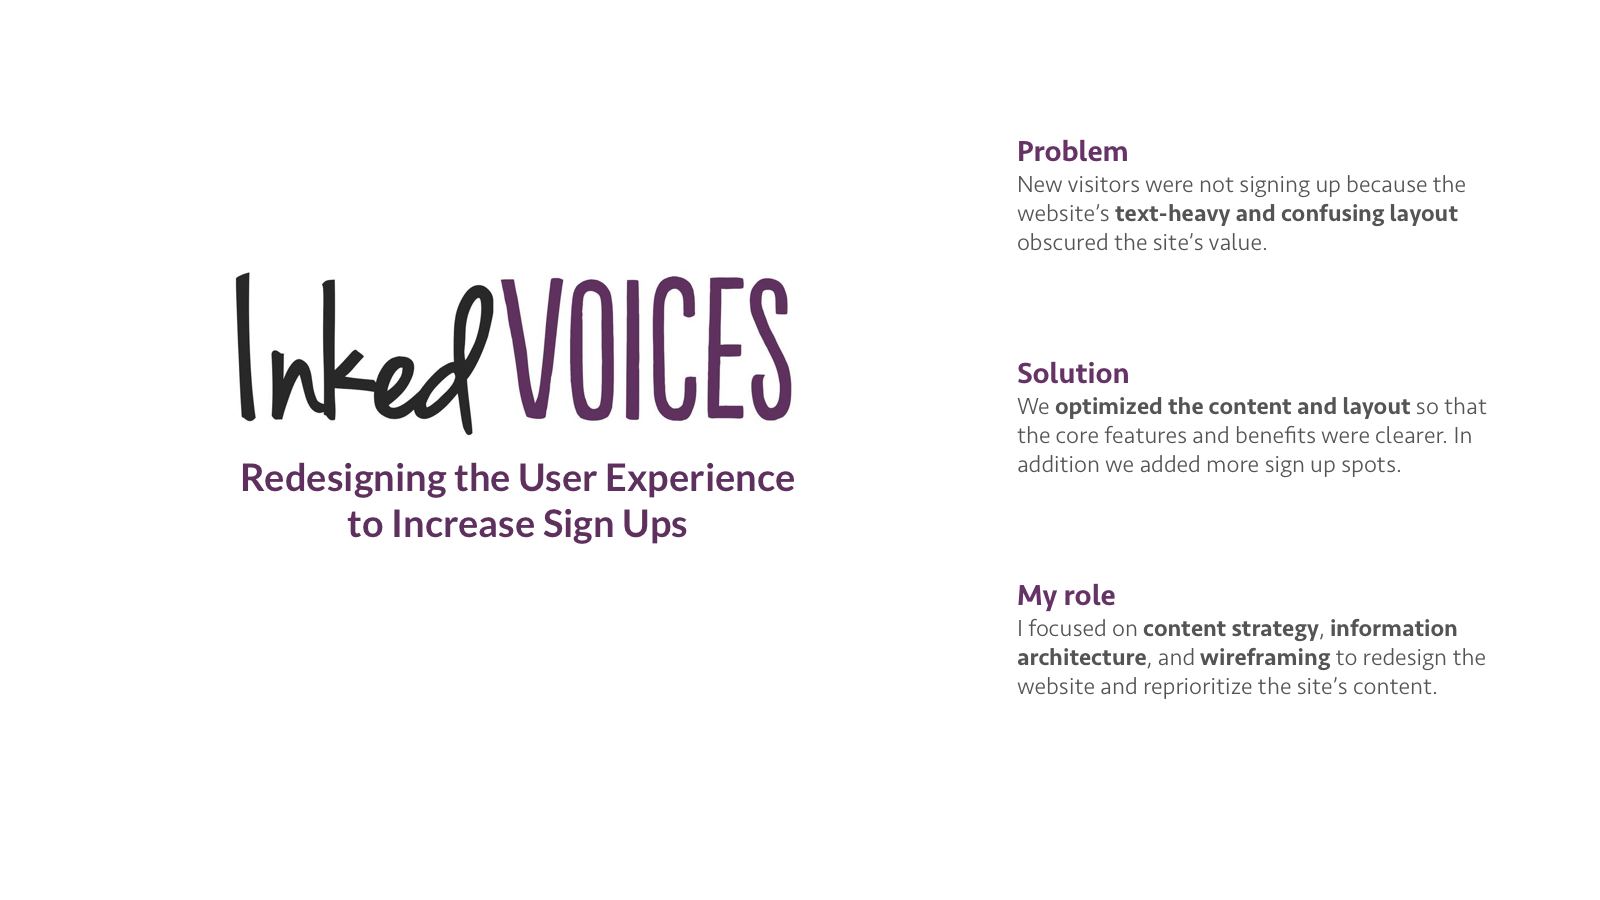 Inked VOICES
Redesigning the User Experience
to Increase Sign Ups
Problem
New visitors were not signing up because the
website’s text-heavy and confusing layout
obscured the site’s value.
Solution
We optimized the content and layout so that
the core features and benefits were clearer. In
addition we added more sign up spots.
My role
I focused on content strategy, information
architecture, and wireframing to redesign the
website and reprioritize the site’s content.